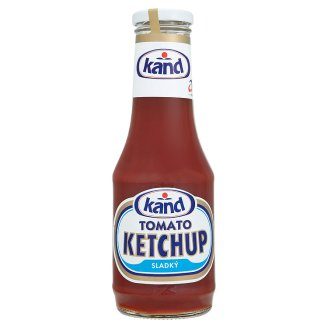 kand
kand
TOMATO
KETCHUP
SLADKÝ